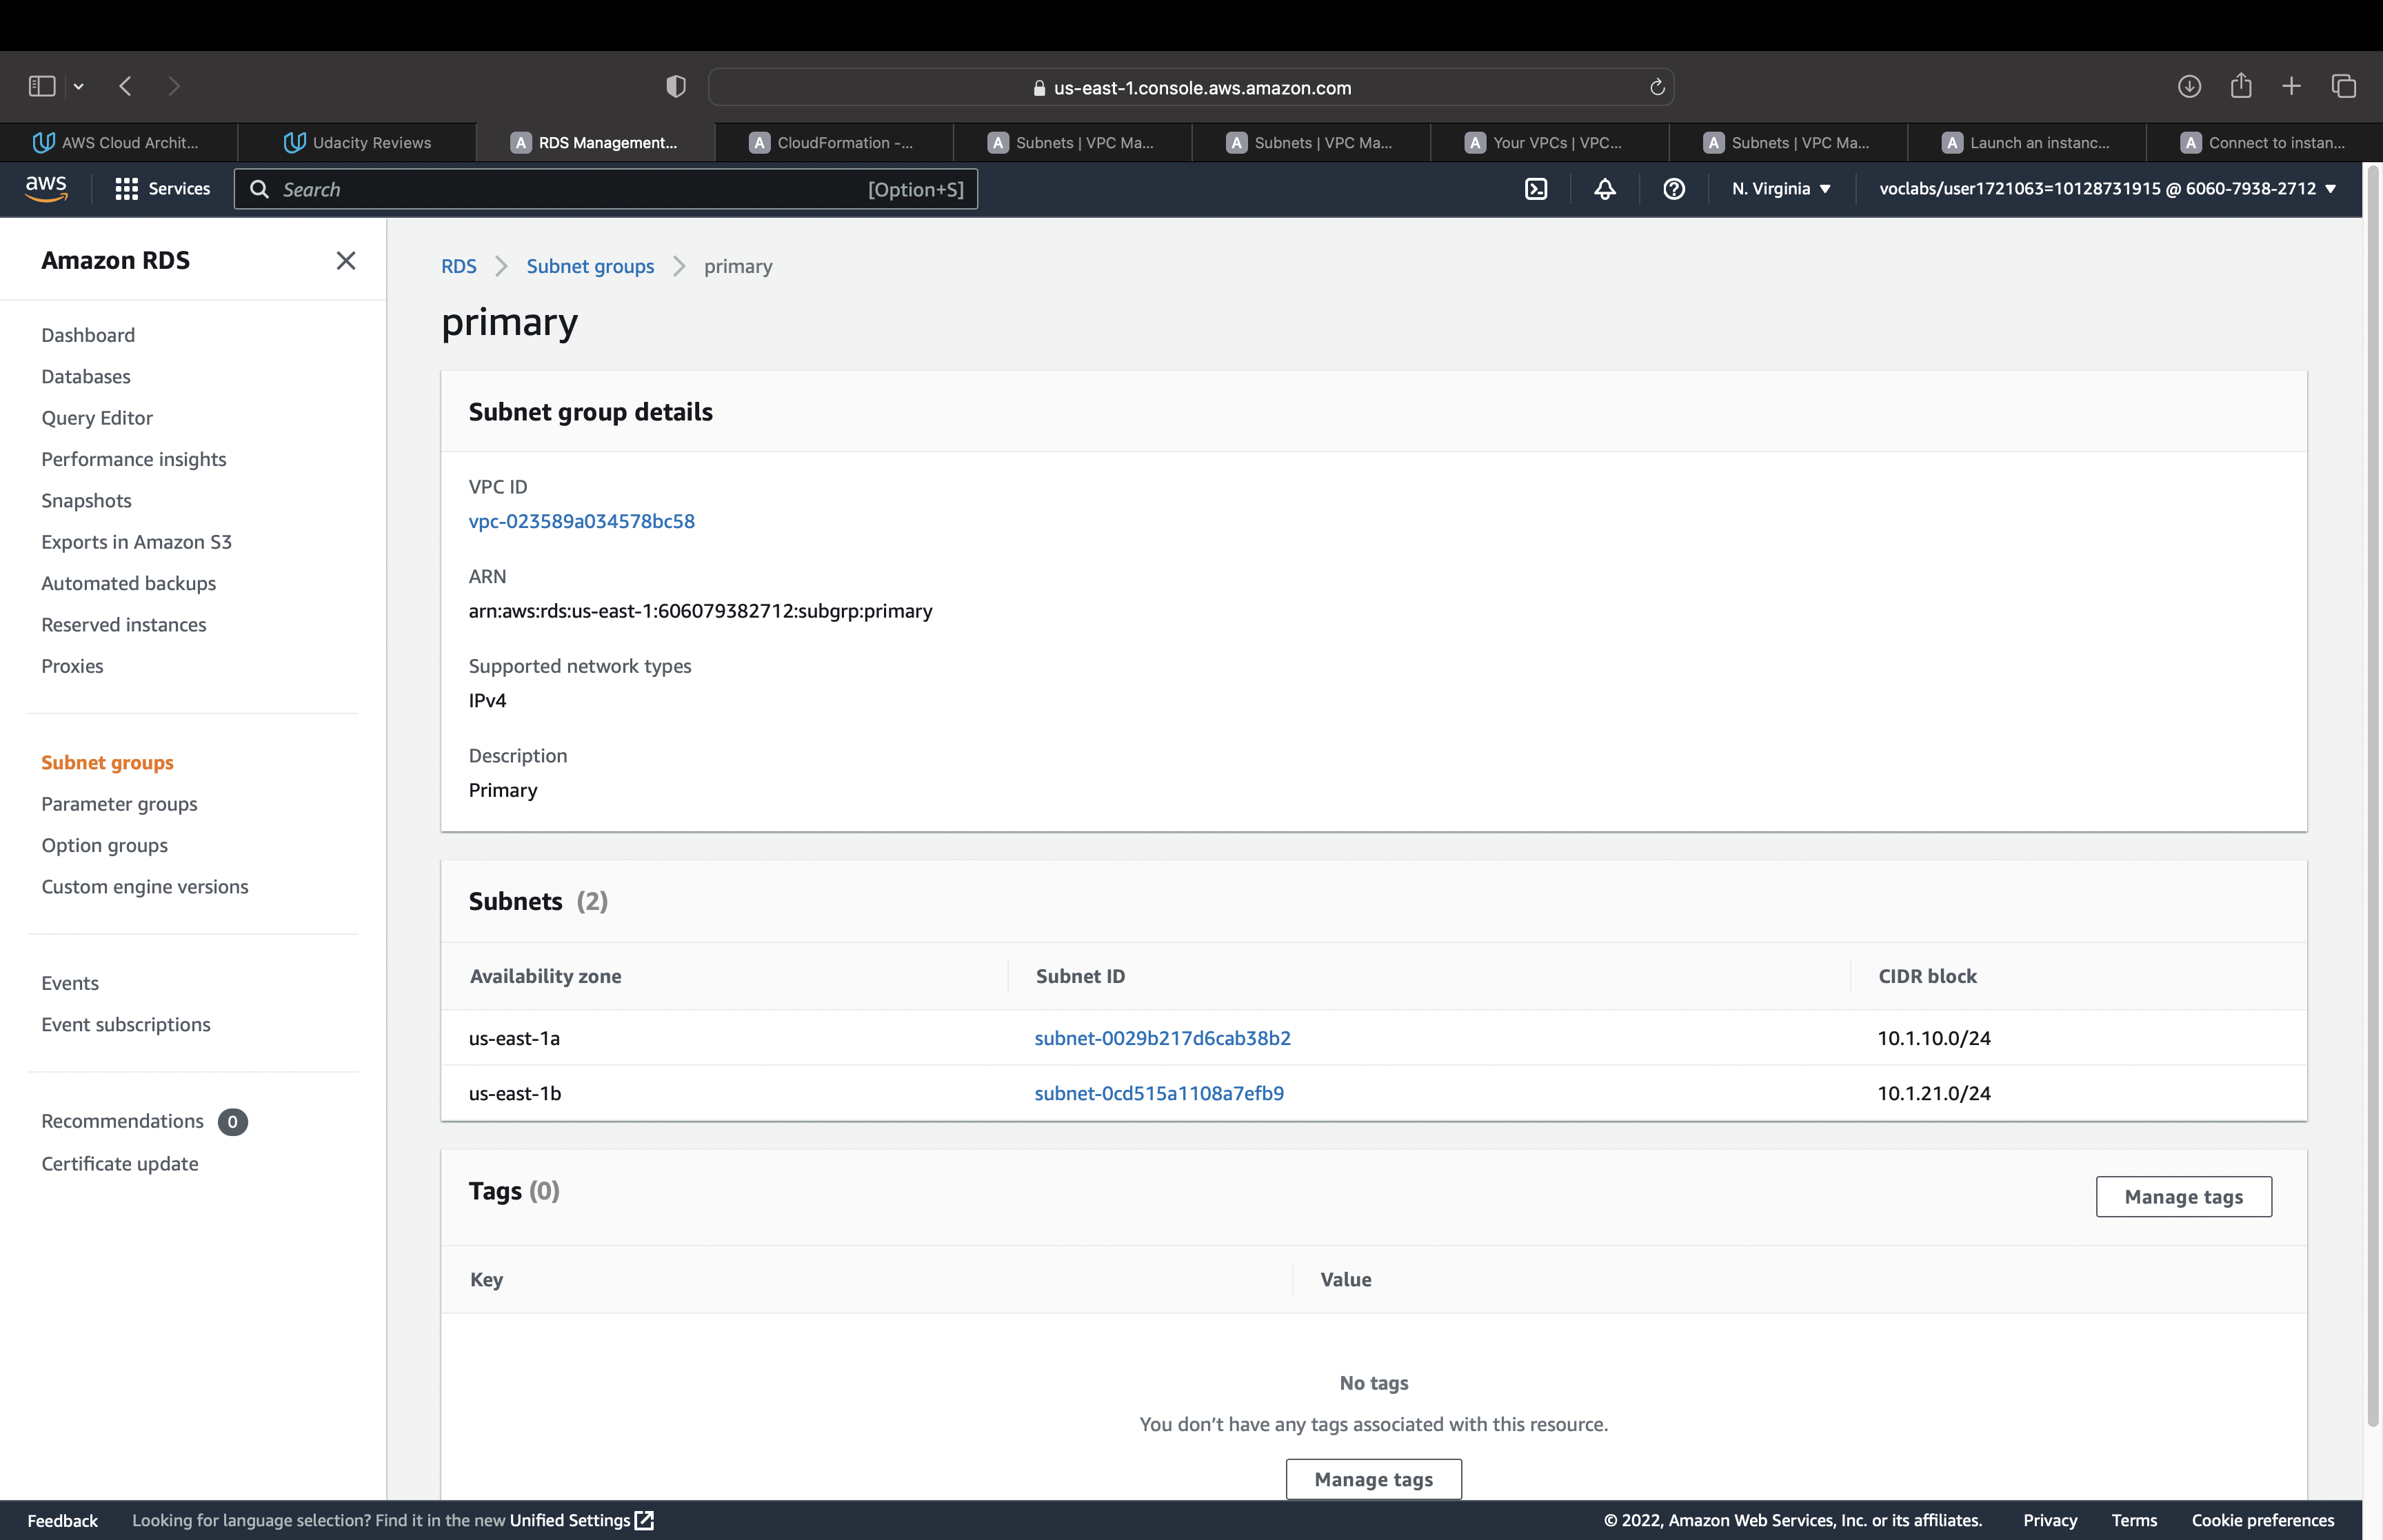 us-east-1.console.aws.amazon.com
AWS Cloud Archit...
Udacity Reviews
A RDS Management...
A CloudFormation -...
A Subnets | VPC Ma...
A Subnets | VPC Ma...
A Your VPCs | VPC...
A Subnets | VPC Ma...
A Launch an instanc...
A Connect to instan...
aws Services Search [Option+S] N. Virginia ▼ voclabs/user1721063=10128731915 @ 6060-7938-2712 ▼
Amazon RDS
Dashboard
Databases
Query Editor
Performance insights
Snapshots
Exports in Amazon S3
Automated backups
Reserved instances
Proxies
Subnet groups
Parameter groups
Option groups
Custom engine versions
Events
Event subscriptions
Recommendations 0
Certificate update
RDS > Subnet groups > primary
primary
Subnet group details
VPC ID
vpc-023589a034578bc58
ARN
arn:aws:rds:us-east-1:606079382712:subgrp:primary
Supported network types
IPv4
Description
Primary
Subnets (2)
Availability zone Subnet ID CIDR block
us-east-1a subnet-0029b217d6cab38b2 10.1.10.0/24
us-east-1b subnet-0cd515a1108a7efb9 10.1.21.0/24
Tags (0) Manage tags
Key Value
No tags
You don't have any tags associated with this resource.
Manage tags
Feedback Looking for language selection? Find it in the new Unified Settings © 2022, Amazon Web Services, Inc. or its affiliates. Privacy Terms Cookie preferences